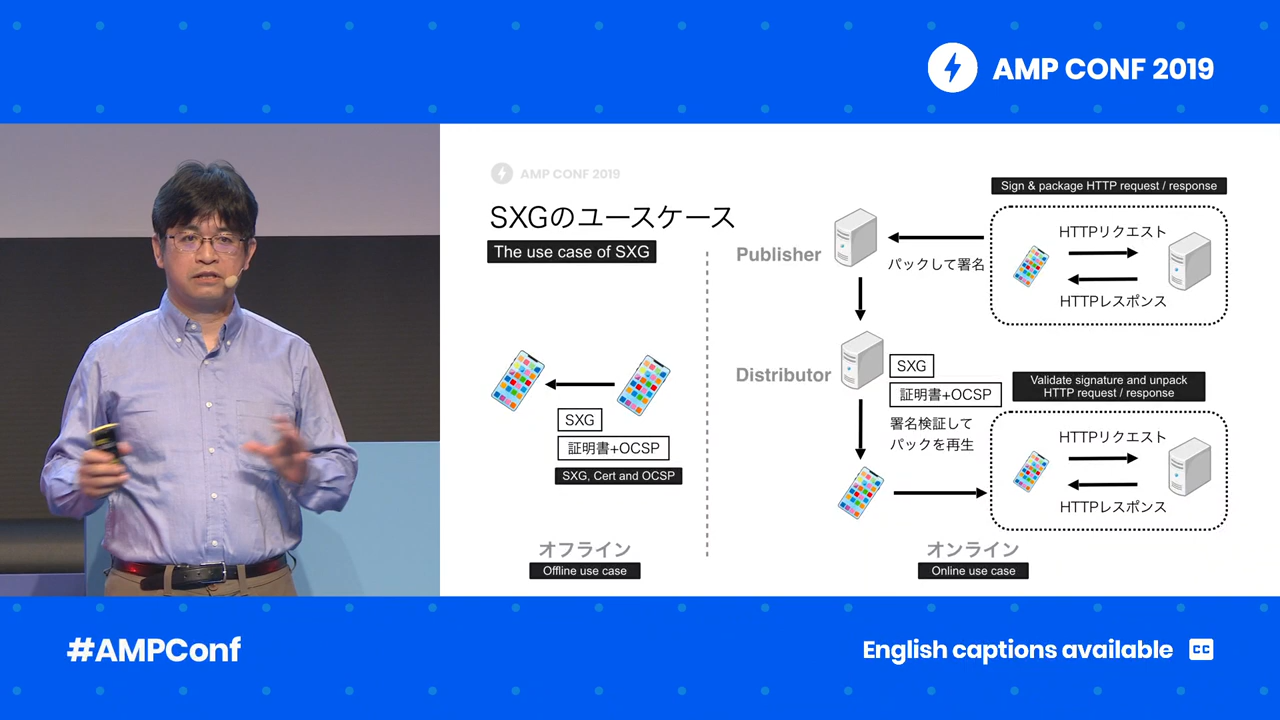 AMP CONF 2019
AMP CONF 2019
SXGのユースケース
The use case of SXG
SXG
証明書+OCSP
SXG, Cert and OCSP
オフライン
Offline use case
Publisher
パックして署名
Sign & package HTTP request / response
HTTPリクエスト
HTTPレスポンス
Distributor
SXG
証明書+OCSP
署名検証して
パックを再生
Validate signature and unpack
HTTP request / response
HTTPリクエスト
HTTPレスポンス
オンライン
Online use case
#AMPConf
English captions available
CC